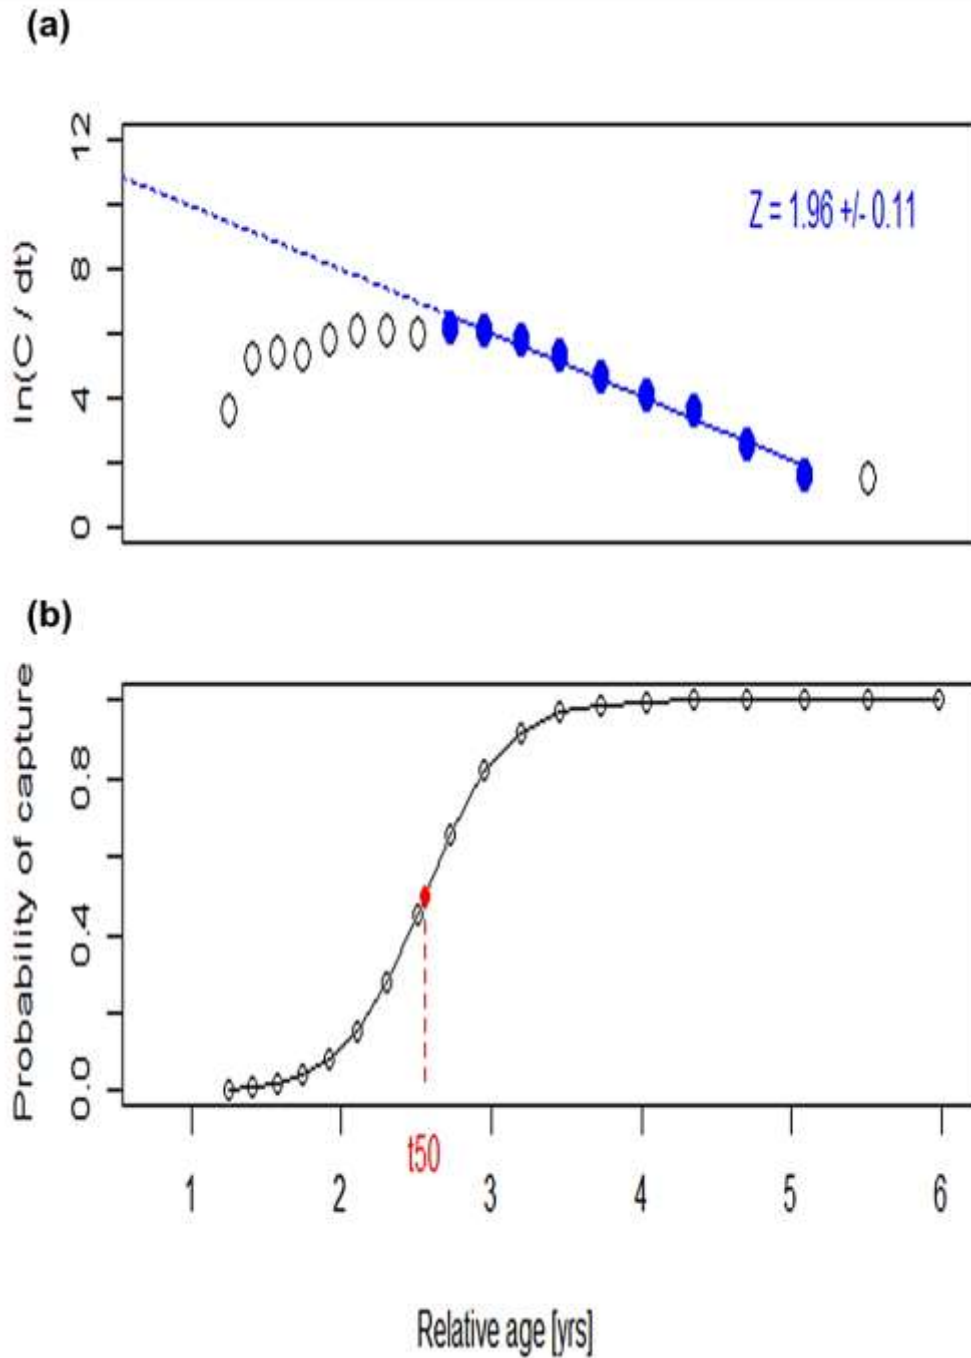 (a)
12
8
4
0
ln(C / dt)
Z = 1.96 +/- 0.11
(b)
0.8
0.4
0.0
Probability of capture
t50
1 2 3 4 5 6
Relative age [yrs]